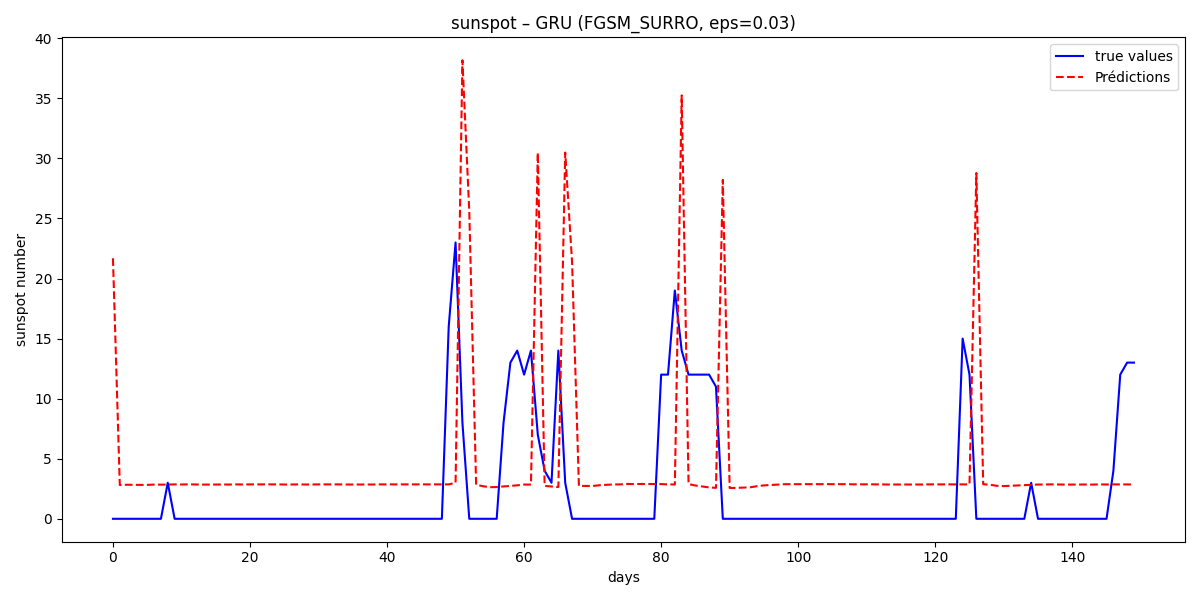 sunspot – GRU (FGSM_SURRO, eps=0.03)
true values
Prédictions
sunspot number
40
35
30
25
20
15
10
5
0
0 20 40 60 80 100 120 140
days